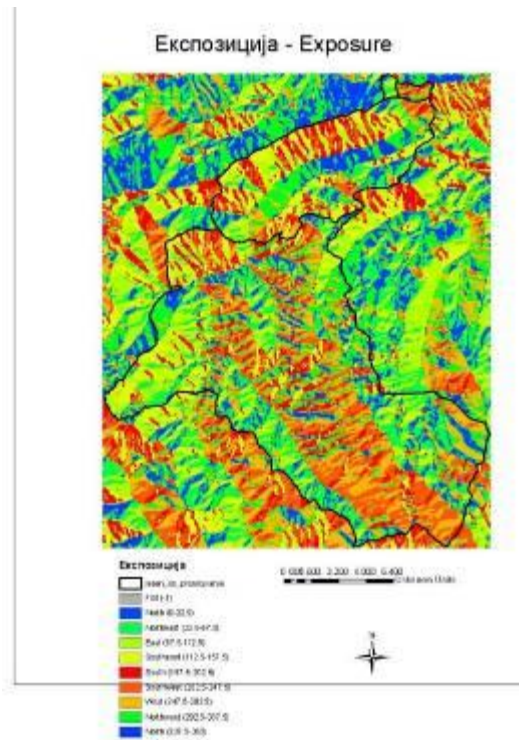 Експозиција - Exposure
Експозиција
Flat (-1)
North (0-22.5)
Northeast (22.5-67.5)
East (67.5-112.5)
Southeast (112.5-157.5)
South (157.5-202.5)
Southwest (202.5-247.5)
West (247.5-292.5)
Northwest (292.5-337.5)
North (337.5-360)
Unknown Units
N